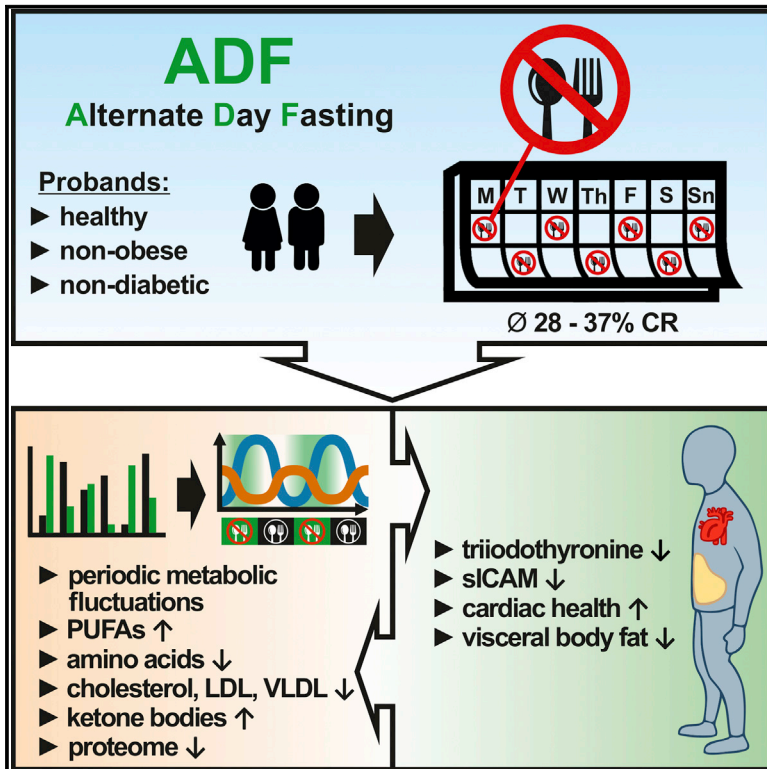 ADF
Alternate Day Fasting
Probands:
► healthy
► non-obese
► non-diabetic
M T W Th F S Sn
Ø 28 - 37% CR
► periodic metabolic
fluctuations
► PUFAs ↑
► amino acids ↓
► cholesterol, LDL, VLDL ↓
► ketone bodies ↑
► proteome ↓
► triiodothyronine ↓
► sICAM ↓
► cardiac health ↑
► visceral body fat ↓